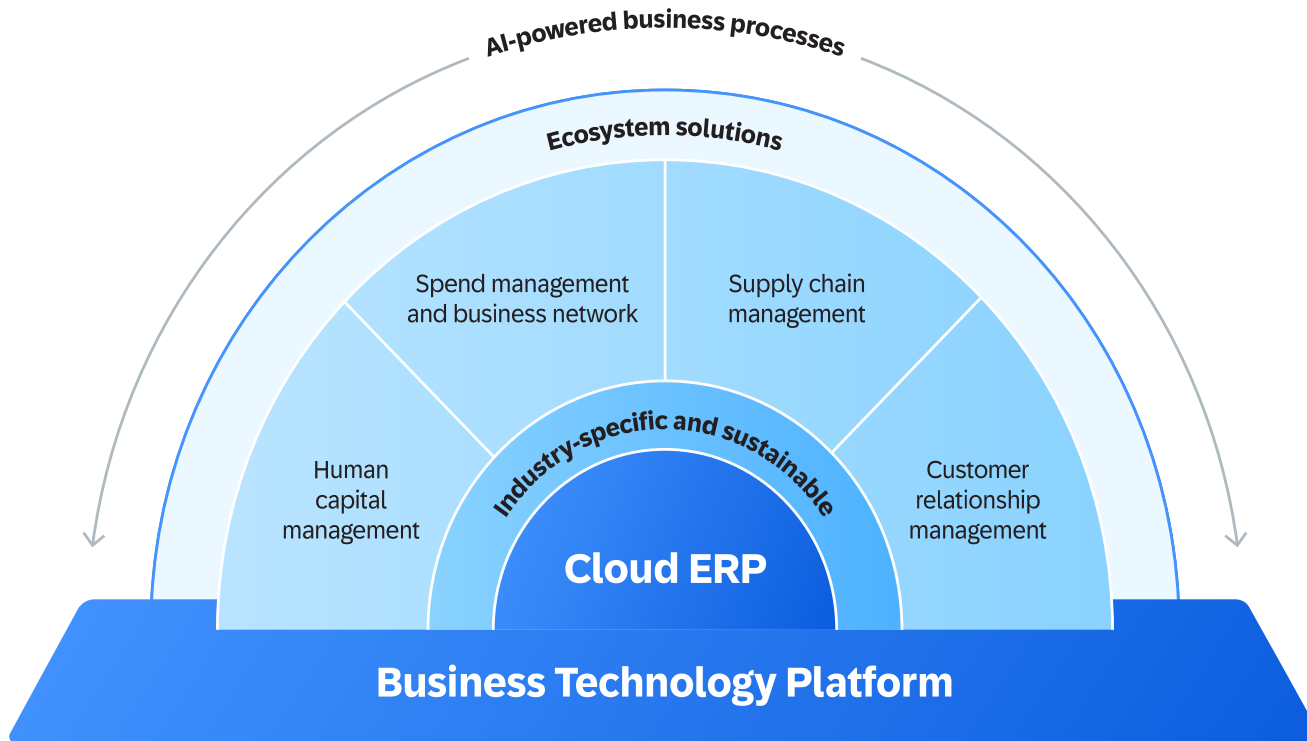 AI-powered business processes
Ecosystem solutions
Spend management
and business network
Supply chain
management
Human
capital
management
Industry-specific and sustainable
Customer
relationship
management
Cloud ERP
Business Technology Platform